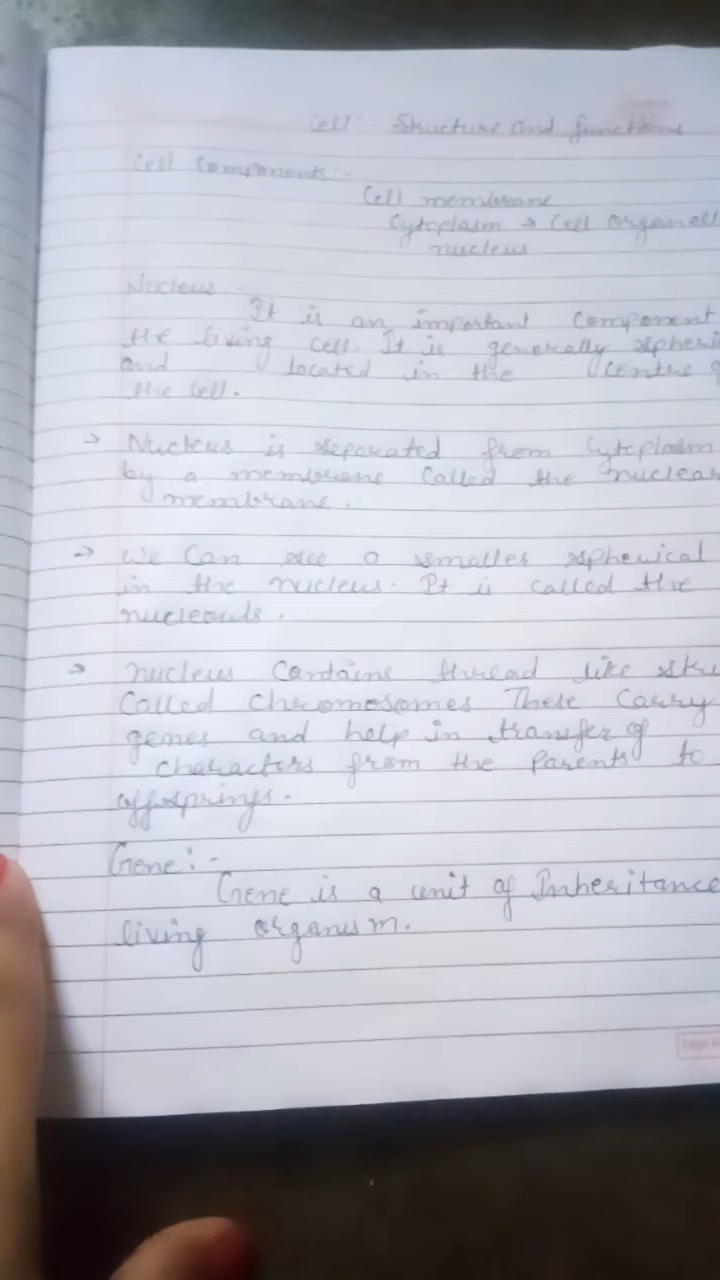 Cell:- Structure and functions
Cell Components:-
Cell membrane
Cytoplasm → Cell organell
nucleus
Nucleus -
It is an important Component
the living cell. It is generally spheri
and located in the Centre
the cell.
→ Nucleus is separated from Cytoplasm
by a membrane Called the nuclear
membrane.
→ We Can see a smaller spherical
in the nucleus. It is called the
nucleouls.
→ nucleus Contains thread like stru
Called chromosomes These Carry
genes and help in transfer of
characters from the Parents to
offsprings.
Gene:-
Gene is a unit of Inheritance
living organism.